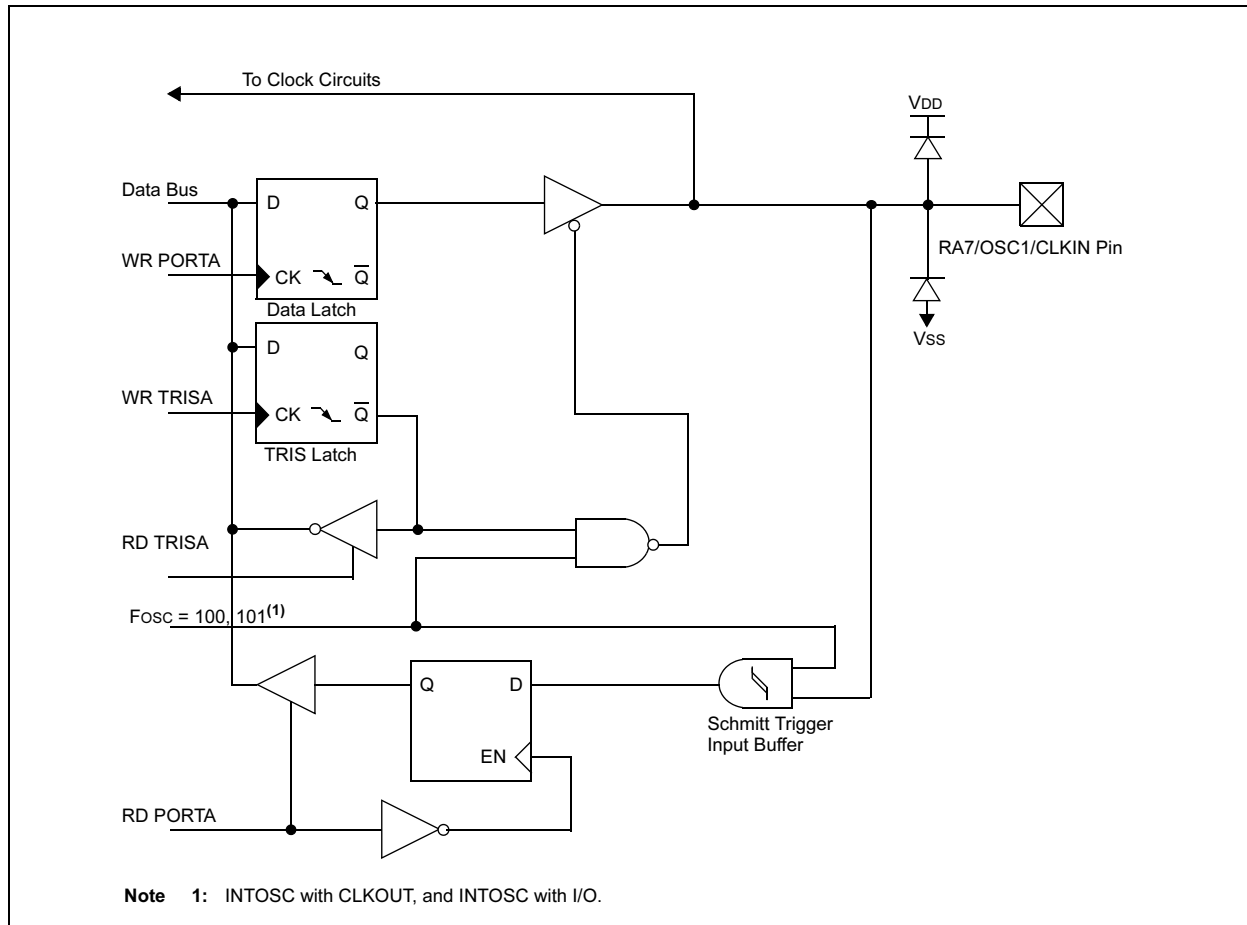 To Clock Circuits
VDD
Data Bus
D Q
RA7/OSC1/CLKIN Pin
WR PORTA
CK Q̅
Data Latch
VSS
D Q
WR TRISA
CK Q̅
TRIS Latch
RD TRISA
FOSC = 100, 101(1)
Q D
Schmitt Trigger
Input Buffer
EN
RD PORTA
Note 1: INTOSC with CLKOUT, and INTOSC with I/O.